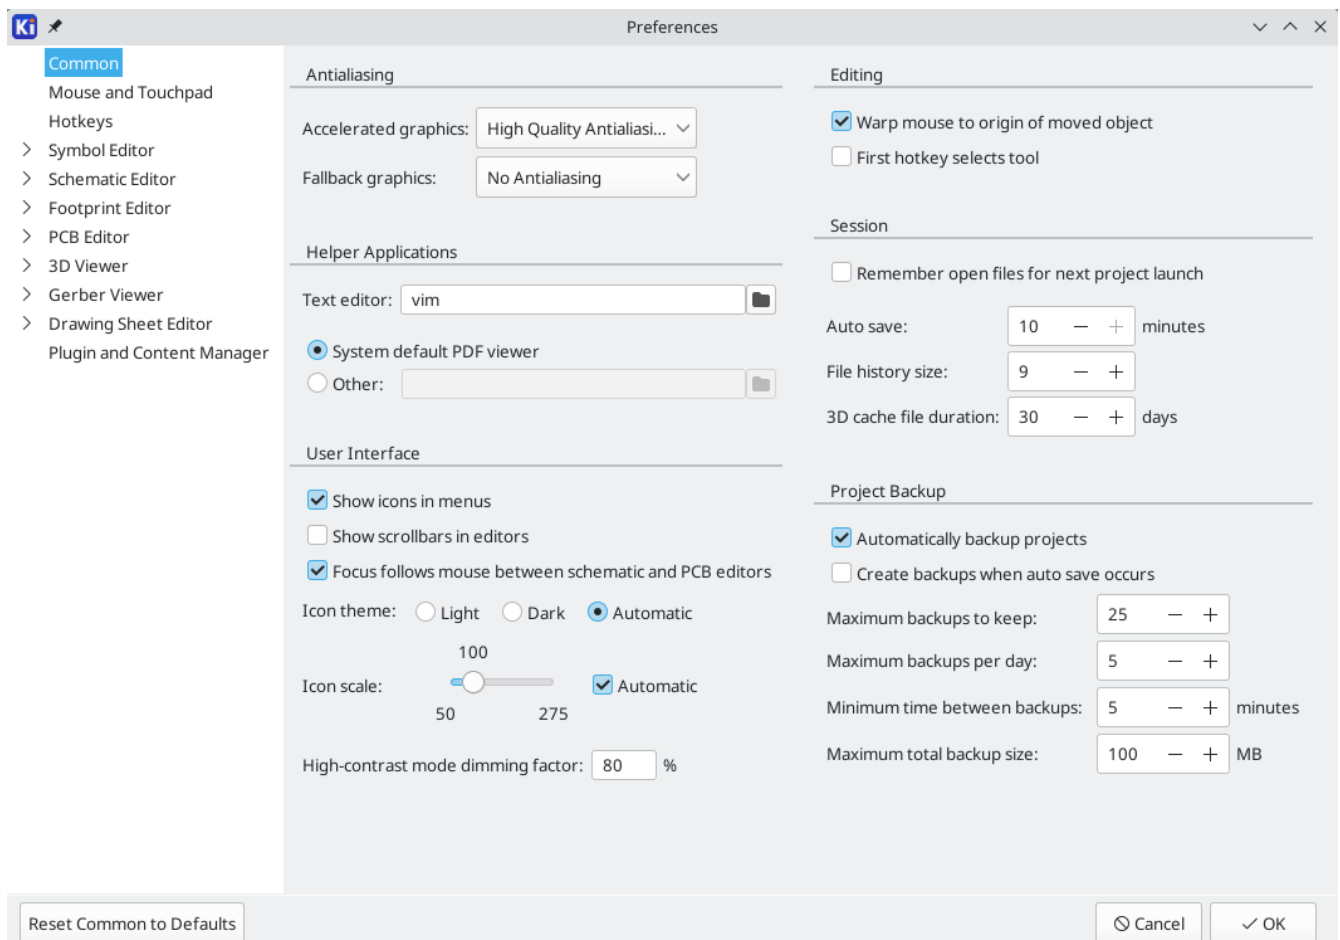 Ki
Preferences
Common
Mouse and Touchpad
Hotkeys
Symbol Editor
Schematic Editor
Footprint Editor
PCB Editor
3D Viewer
Gerber Viewer
Drawing Sheet Editor
Plugin and Content Manager
Antialiasing
Accelerated graphics: High Quality Antialiasi...
Fallback graphics: No Antialiasing
Helper Applications
Text editor: vim
System default PDF viewer
Other:
User Interface
Show icons in menus
Show scrollbars in editors
Focus follows mouse between schematic and PCB editors
Icon theme: Light Dark Automatic
100
Icon scale: Automatic
50 275
High-contrast mode dimming factor: 80 %
Editing
Warp mouse to origin of moved object
First hotkey selects tool
Session
Remember open files for next project launch
Auto save: 10 − + minutes
File history size: 9 − +
3D cache file duration: 30 − + days
Project Backup
Automatically backup projects
Create backups when auto save occurs
Maximum backups to keep: 25 − +
Maximum backups per day: 5 − +
Minimum time between backups: 5 − + minutes
Maximum total backup size: 100 − + MB
Reset Common to Defaults
Cancel
OK